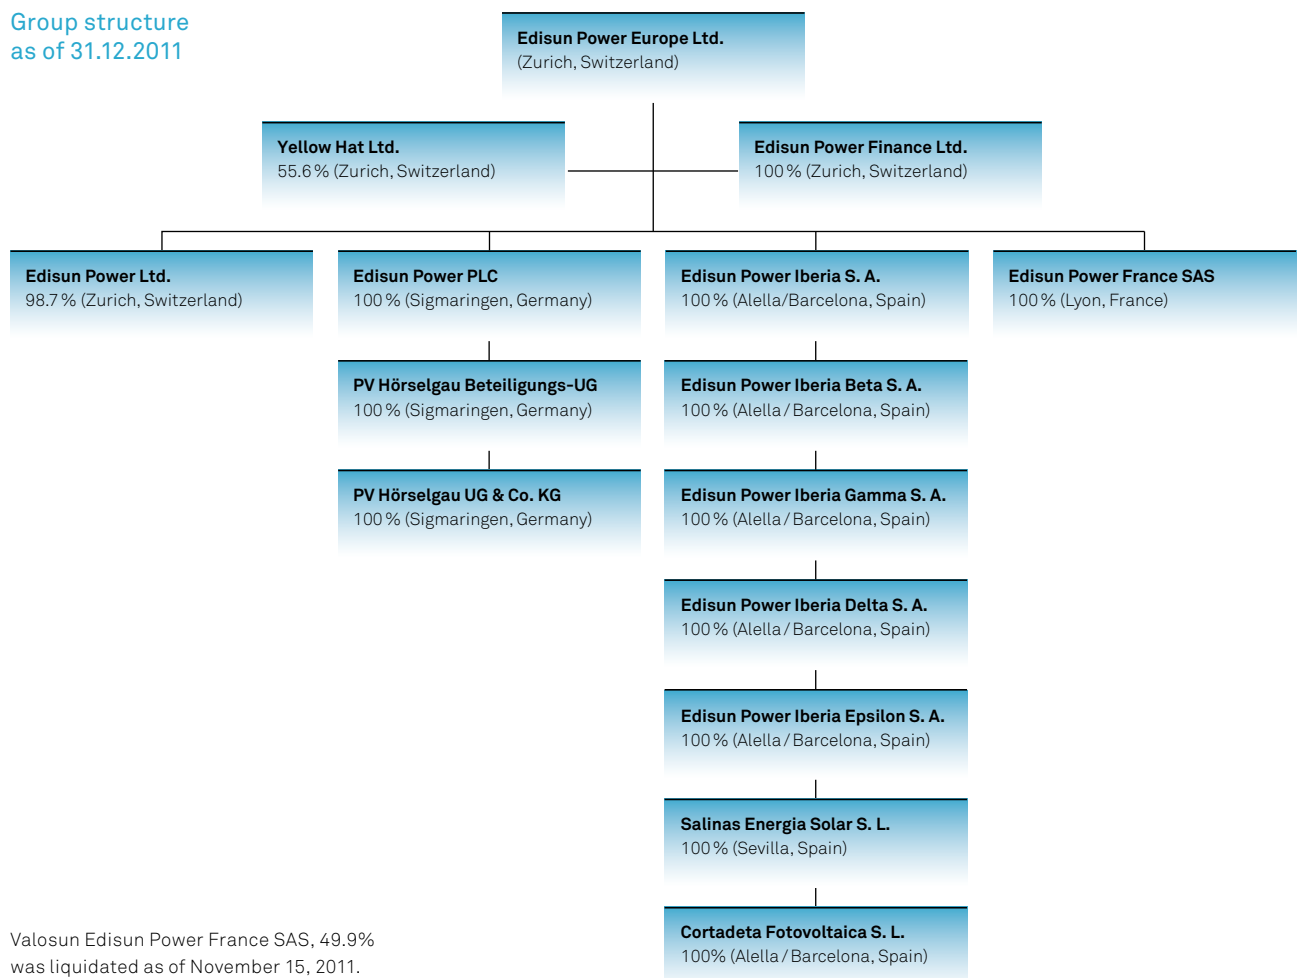 Group structure
as of 31.12.2011
Edisun Power Europe Ltd.
(Zurich, Switzerland)
Yellow Hat Ltd.
55.6 % (Zurich, Switzerland)
Edisun Power Finance Ltd.
100 % (Zurich, Switzerland)
Edisun Power Ltd.
98.7 % (Zurich, Switzerland)
Edisun Power PLC
100 % (Sigmaringen, Germany)
Edisun Power Iberia S. A.
100 % (Alella/Barcelona, Spain)
Edisun Power France SAS
100 % (Lyon, France)
PV Hörselgau Beteiligungs-UG
100 % (Sigmaringen, Germany)
Edisun Power Iberia Beta S. A.
100 % (Alella / Barcelona, Spain)
PV Hörselgau UG & Co. KG
100 % (Sigmaringen, Germany)
Edisun Power Iberia Gamma S. A.
100 % (Alella / Barcelona, Spain)
Edisun Power Iberia Delta S. A.
100 % (Alella / Barcelona, Spain)
Edisun Power Iberia Epsilon S. A.
100 % (Alella / Barcelona, Spain)
Salinas Energia Solar S. L.
100 % (Sevilla, Spain)
Cortadeta Fotovoltaica S. L.
100% (Alella / Barcelona, Spain)
Valosun Edisun Power France SAS, 49.9%
was liquidated as of November 15, 2011.